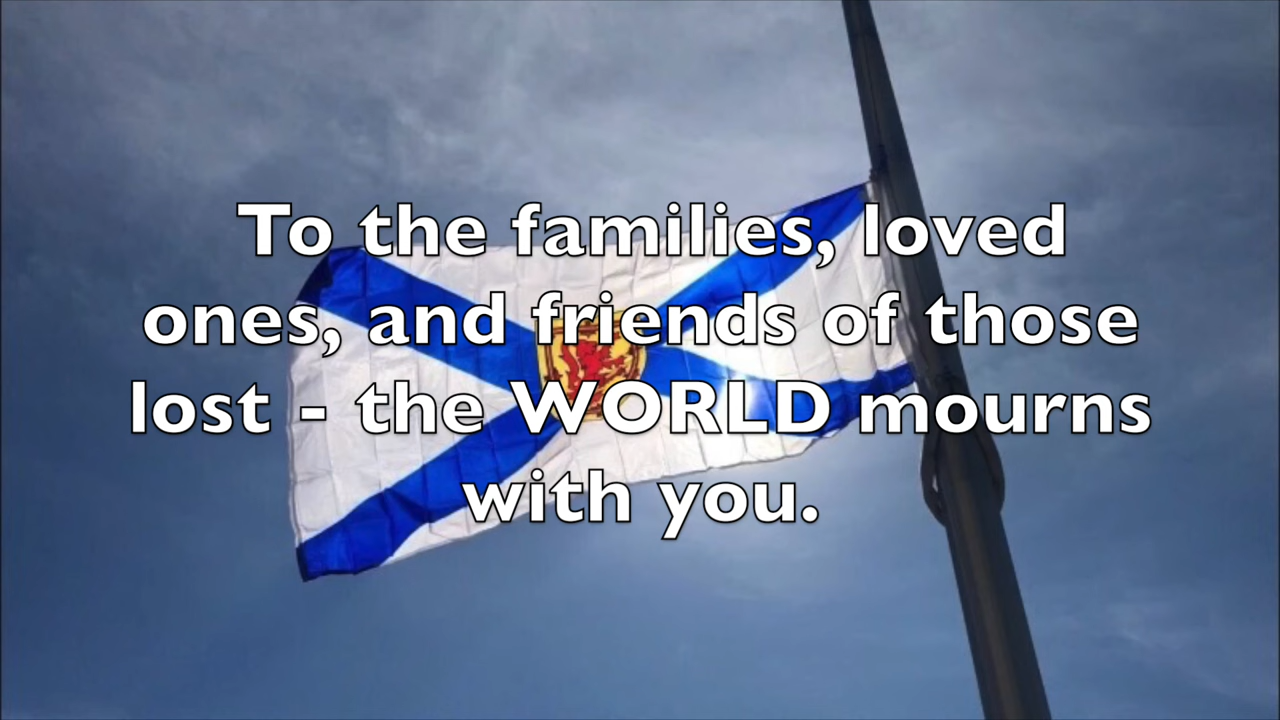 To the families, loved
ones, and friends of those
lost - the WORLD mourns
with you.